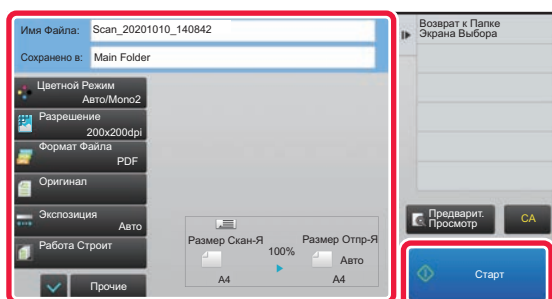 Имя Файла: Scan_20201010_140842
Сохранено в: Main Folder
Цветной Режим
Авто/Mono2
Разрешение
200x200dpi
Формат Файла
PDF
Оригинал
Экспозиция
Авто
Работа Строит
Прочие
Размер Скан-Я
A4
100%
Размер Отпр-Я
Авто
A4
Возврат к Папке
Экрана Выбора
Предварит.
Просмотр
CA
Старт